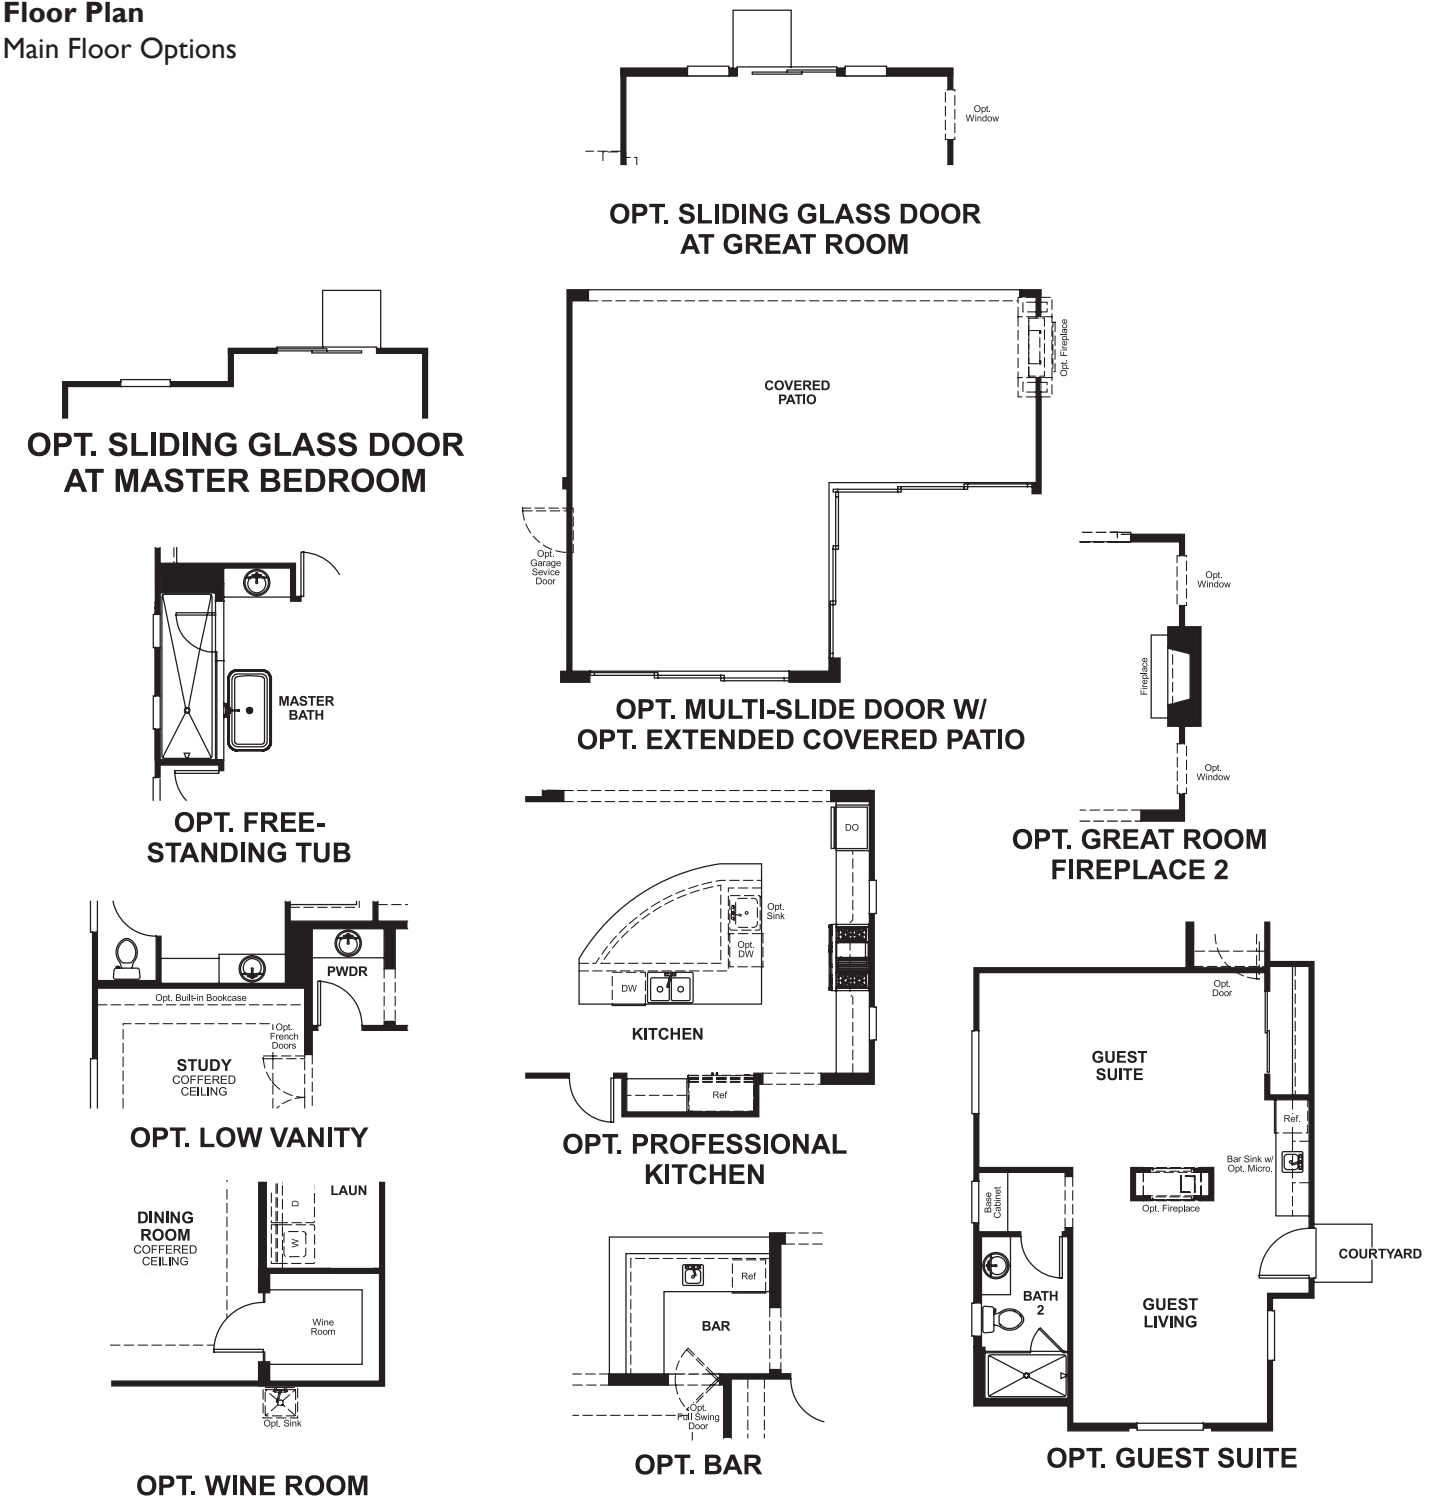 Floor Plan
Main Floor Options
Opt.
Window
OPT. SLIDING GLASS DOOR
AT GREAT ROOM
OPT. SLIDING GLASS DOOR
AT MASTER BEDROOM
COVERED
PATIO
Opt. Fireplace
Opt.
Garage
Sevice
Door
OPT. MULTI-SLIDE DOOR W/
OPT. EXTENDED COVERED PATIO
MASTER
BATH
OPT. FREE-
STANDING TUB
Opt.
Window
Fireplace
Opt.
Window
OPT. GREAT ROOM
FIREPLACE 2
PWDR
Opt. Built-in Bookcase
Opt.
French
Doors
STUDY
COFFERED
CEILING
OPT. LOW VANITY
DO
Opt.
Sink
Opt.
DW
DW
KITCHEN
Ref
OPT. PROFESSIONAL
KITCHEN
Opt.
Door
GUEST
SUITE
Ref.
Bar Sink w/
Opt. Micro.
Base
Cabinet
Opt. Fireplace
COURTYARD
BATH
2
GUEST
LIVING
OPT. GUEST SUITE
LAUN
D
W
DINING
ROOM
COFFERED
CEILING
Wine
Room
Opt. Sink
OPT. WINE ROOM
Ref
BAR
Opt.
Full Swing
Door
OPT. BAR